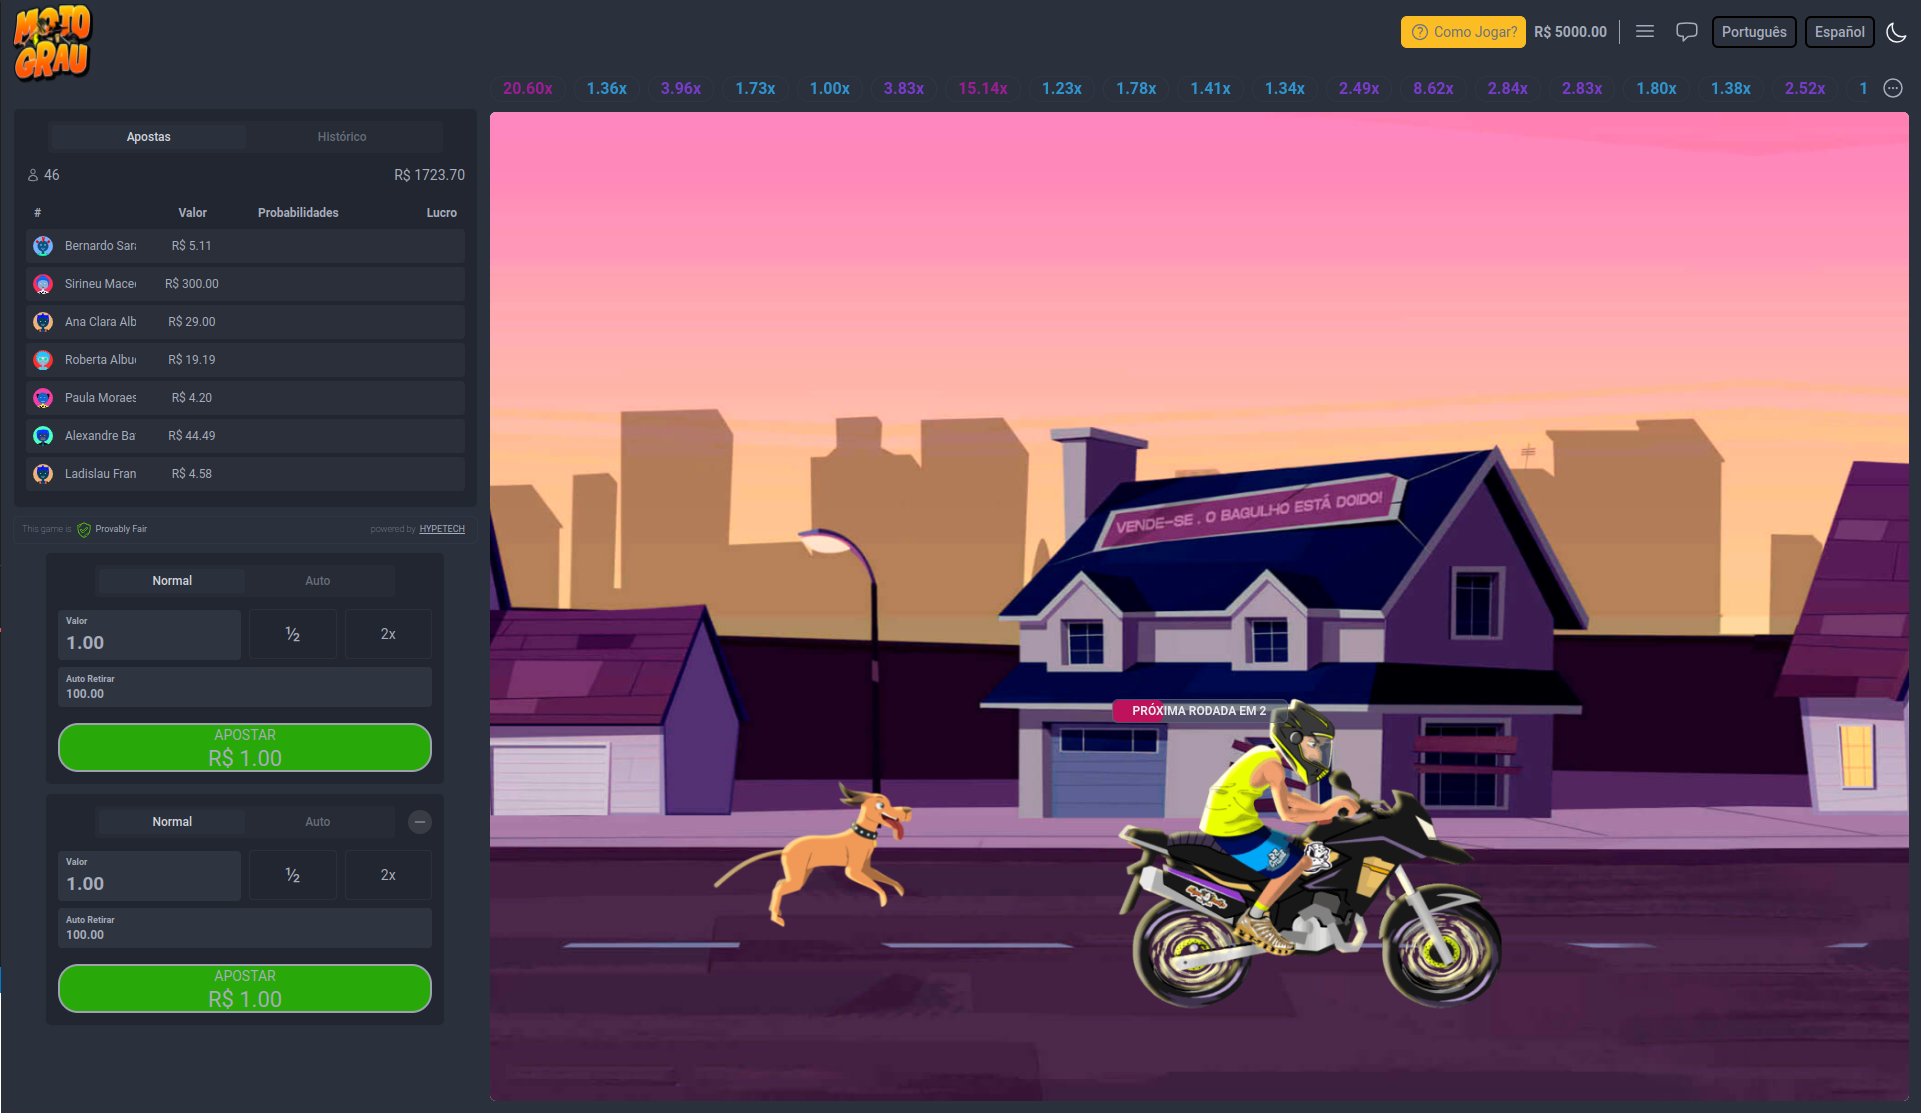 MOTO
GRAU
Como Jogar?
R$ 5000.00
Português
Español
20.60x 1.36x 3.96x 1.73x 1.00x 3.83x 15.14x 1.23x 1.78x 1.41x 1.34x 2.49x 8.62x 2.84x 2.83x 1.80x 1.38x 2.52x 1
Apostas Histórico
46 R$ 1723.70
# Valor Probabilidades Lucro
Bernardo Sara R$ 5.11
Sirineu Mace R$ 300.00
Ana Clara Alb R$ 29.00
Roberta Albu R$ 19.19
Paula Moraes R$ 4.20
Alexandre Ba R$ 44.49
Ladislau Fran R$ 4.58
This game is Provably Fair powered by HYPETECH
Normal Auto
Valor
1.00
½ 2x
Auto Retirar
100.00
APOSTAR
R$ 1.00
Normal Auto
Valor
1.00
½ 2x
Auto Retirar
100.00
APOSTAR
R$ 1.00
VENDE-SE . O BAGULHO ESTÁ DOIDO!
PRÓXIMA RODADA EM 2